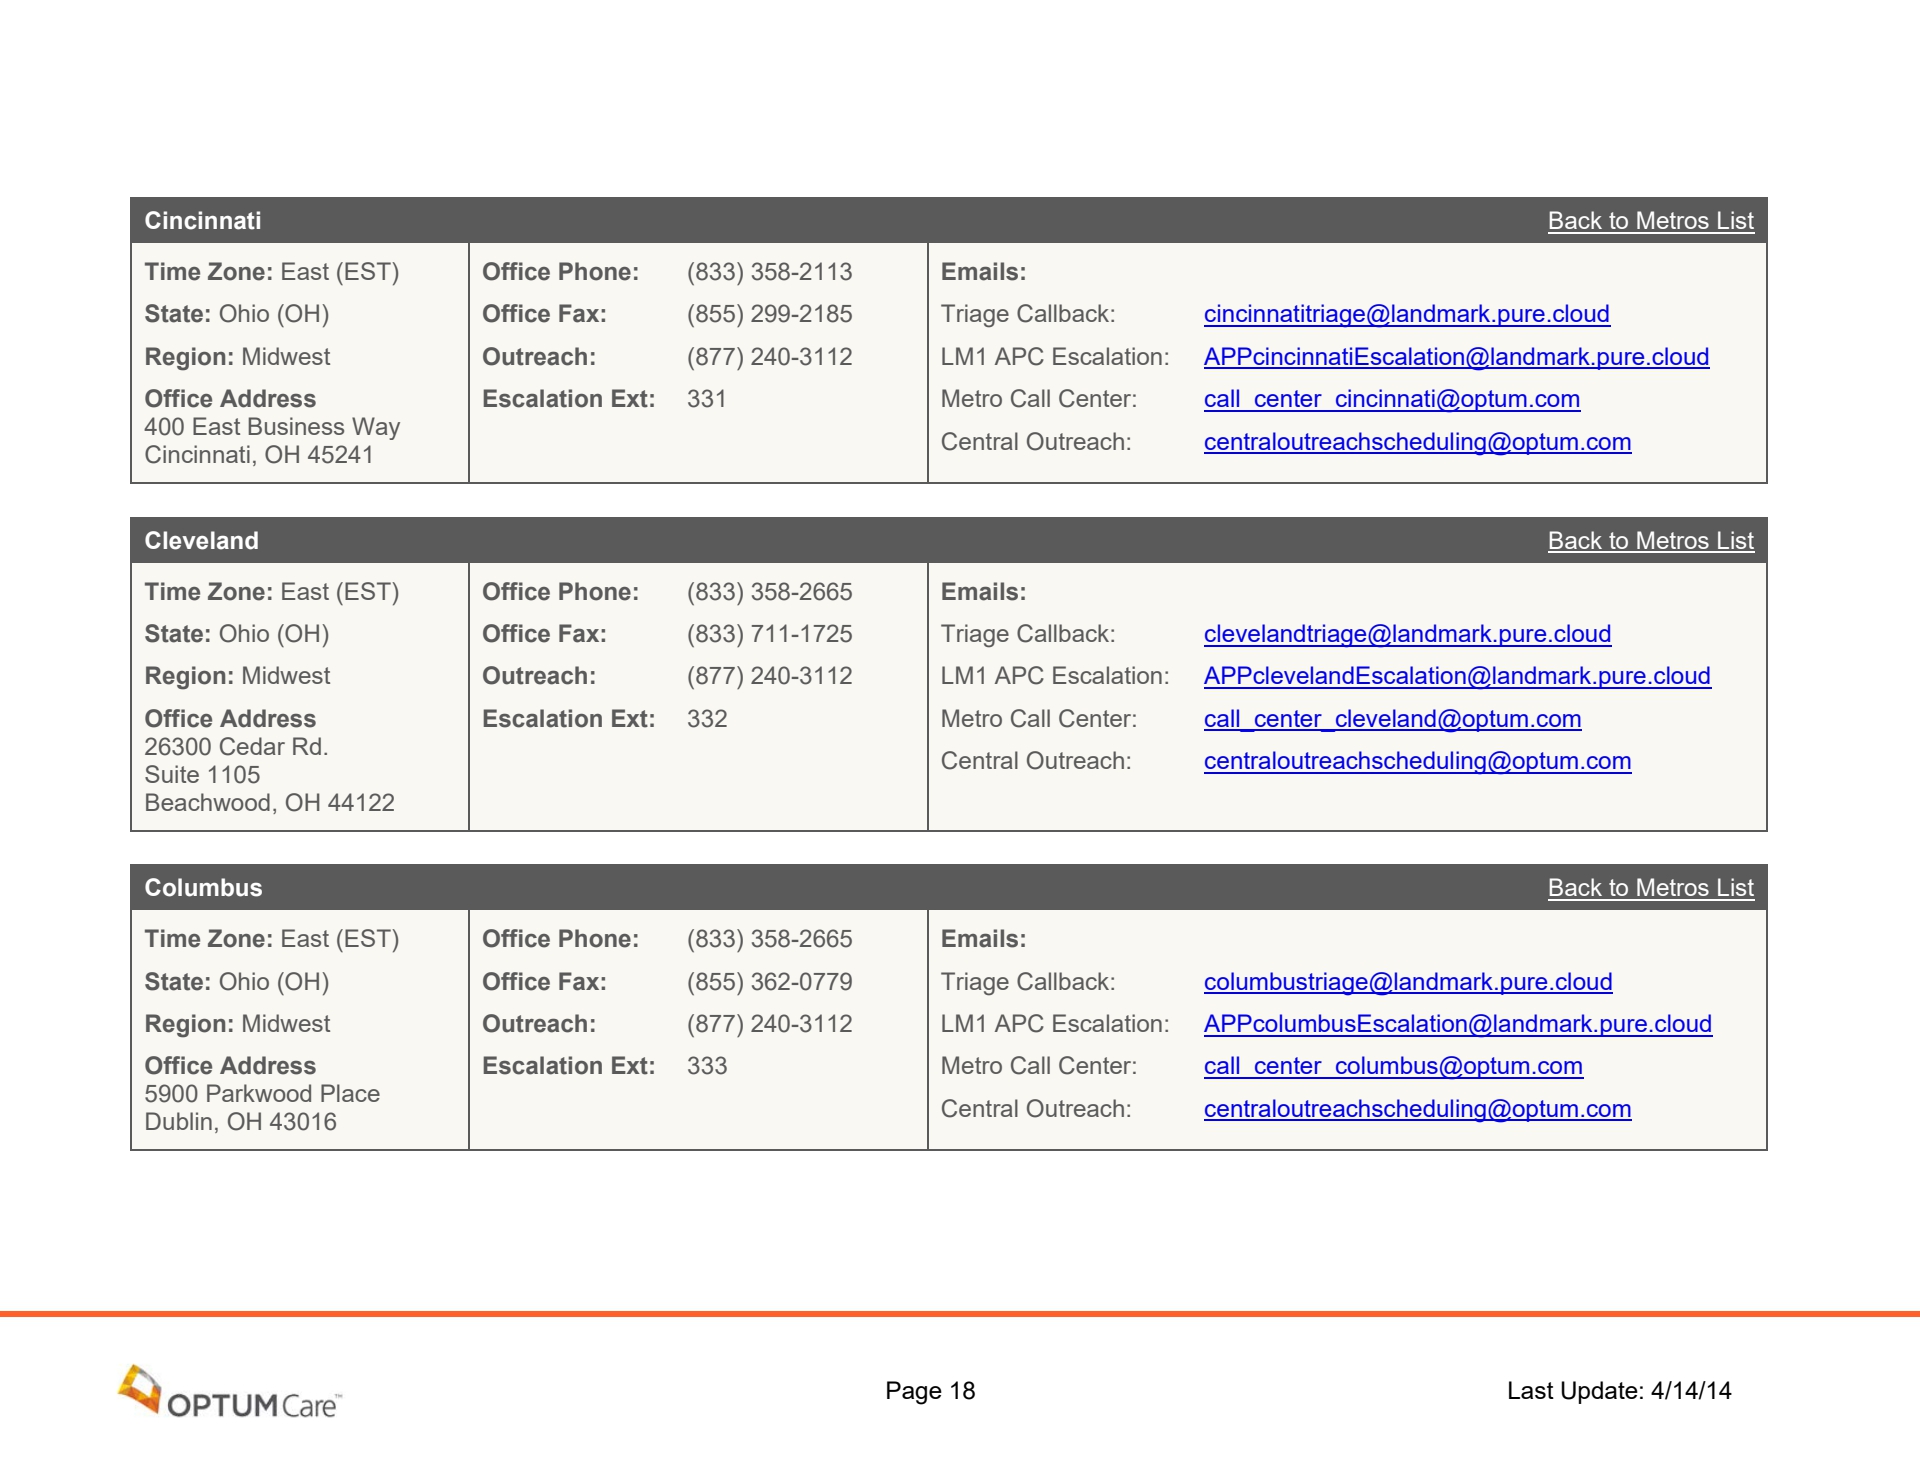 Cincinnati Back to Metros List
Time Zone: East (EST)
State: Ohio (OH)
Region: Midwest
Office Address
400 East Business Way
Cincinnati, OH 45241
Office Phone: (833) 358-2113
Office Fax: (855) 299-2185
Outreach: (877) 240-3112
Escalation Ext: 331
Emails:
Triage Callback: cincinnatitriage@landmark.pure.cloud
LM1 APC Escalation: APPcincinnatiEscalation@landmark.pure.cloud
Metro Call Center: call_center_cincinnati@optum.com
Central Outreach: centraloutreachscheduling@optum.com
Cleveland Back to Metros List
Time Zone: East (EST)
State: Ohio (OH)
Region: Midwest
Office Address
26300 Cedar Rd.
Suite 1105
Beachwood, OH 44122
Office Phone: (833) 358-2665
Office Fax: (833) 711-1725
Outreach: (877) 240-3112
Escalation Ext: 332
Emails:
Triage Callback: clevelandtriage@landmark.pure.cloud
LM1 APC Escalation: APPclevelandEscalation@landmark.pure.cloud
Metro Call Center: call_center_cleveland@optum.com
Central Outreach: centraloutreachscheduling@optum.com
Columbus Back to Metros List
Time Zone: East (EST)
State: Ohio (OH)
Region: Midwest
Office Address
5900 Parkwood Place
Dublin, OH 43016
Office Phone: (833) 358-2665
Office Fax: (855) 362-0779
Outreach: (877) 240-3112
Escalation Ext: 333
Emails:
Triage Callback: columbustriage@landmark.pure.cloud
LM1 APC Escalation: APPcolumbusEscalation@landmark.pure.cloud
Metro Call Center: call_center_columbus@optum.com
Central Outreach: centraloutreachscheduling@optum.com
OPTUM Care™ Page 18 Last Update: 4/14/14